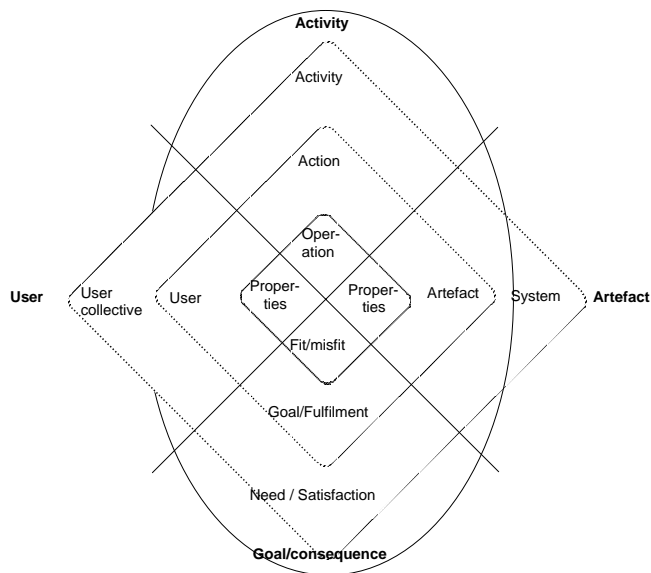 Activity
Activity
Action
Oper-
ation
User
User
collective
User
Proper-
ties
Proper-
ties
Artefact
System
Artefact
Fit/misfit
Goal/Fulfilment
Need / Satisfaction
Goal/consequence